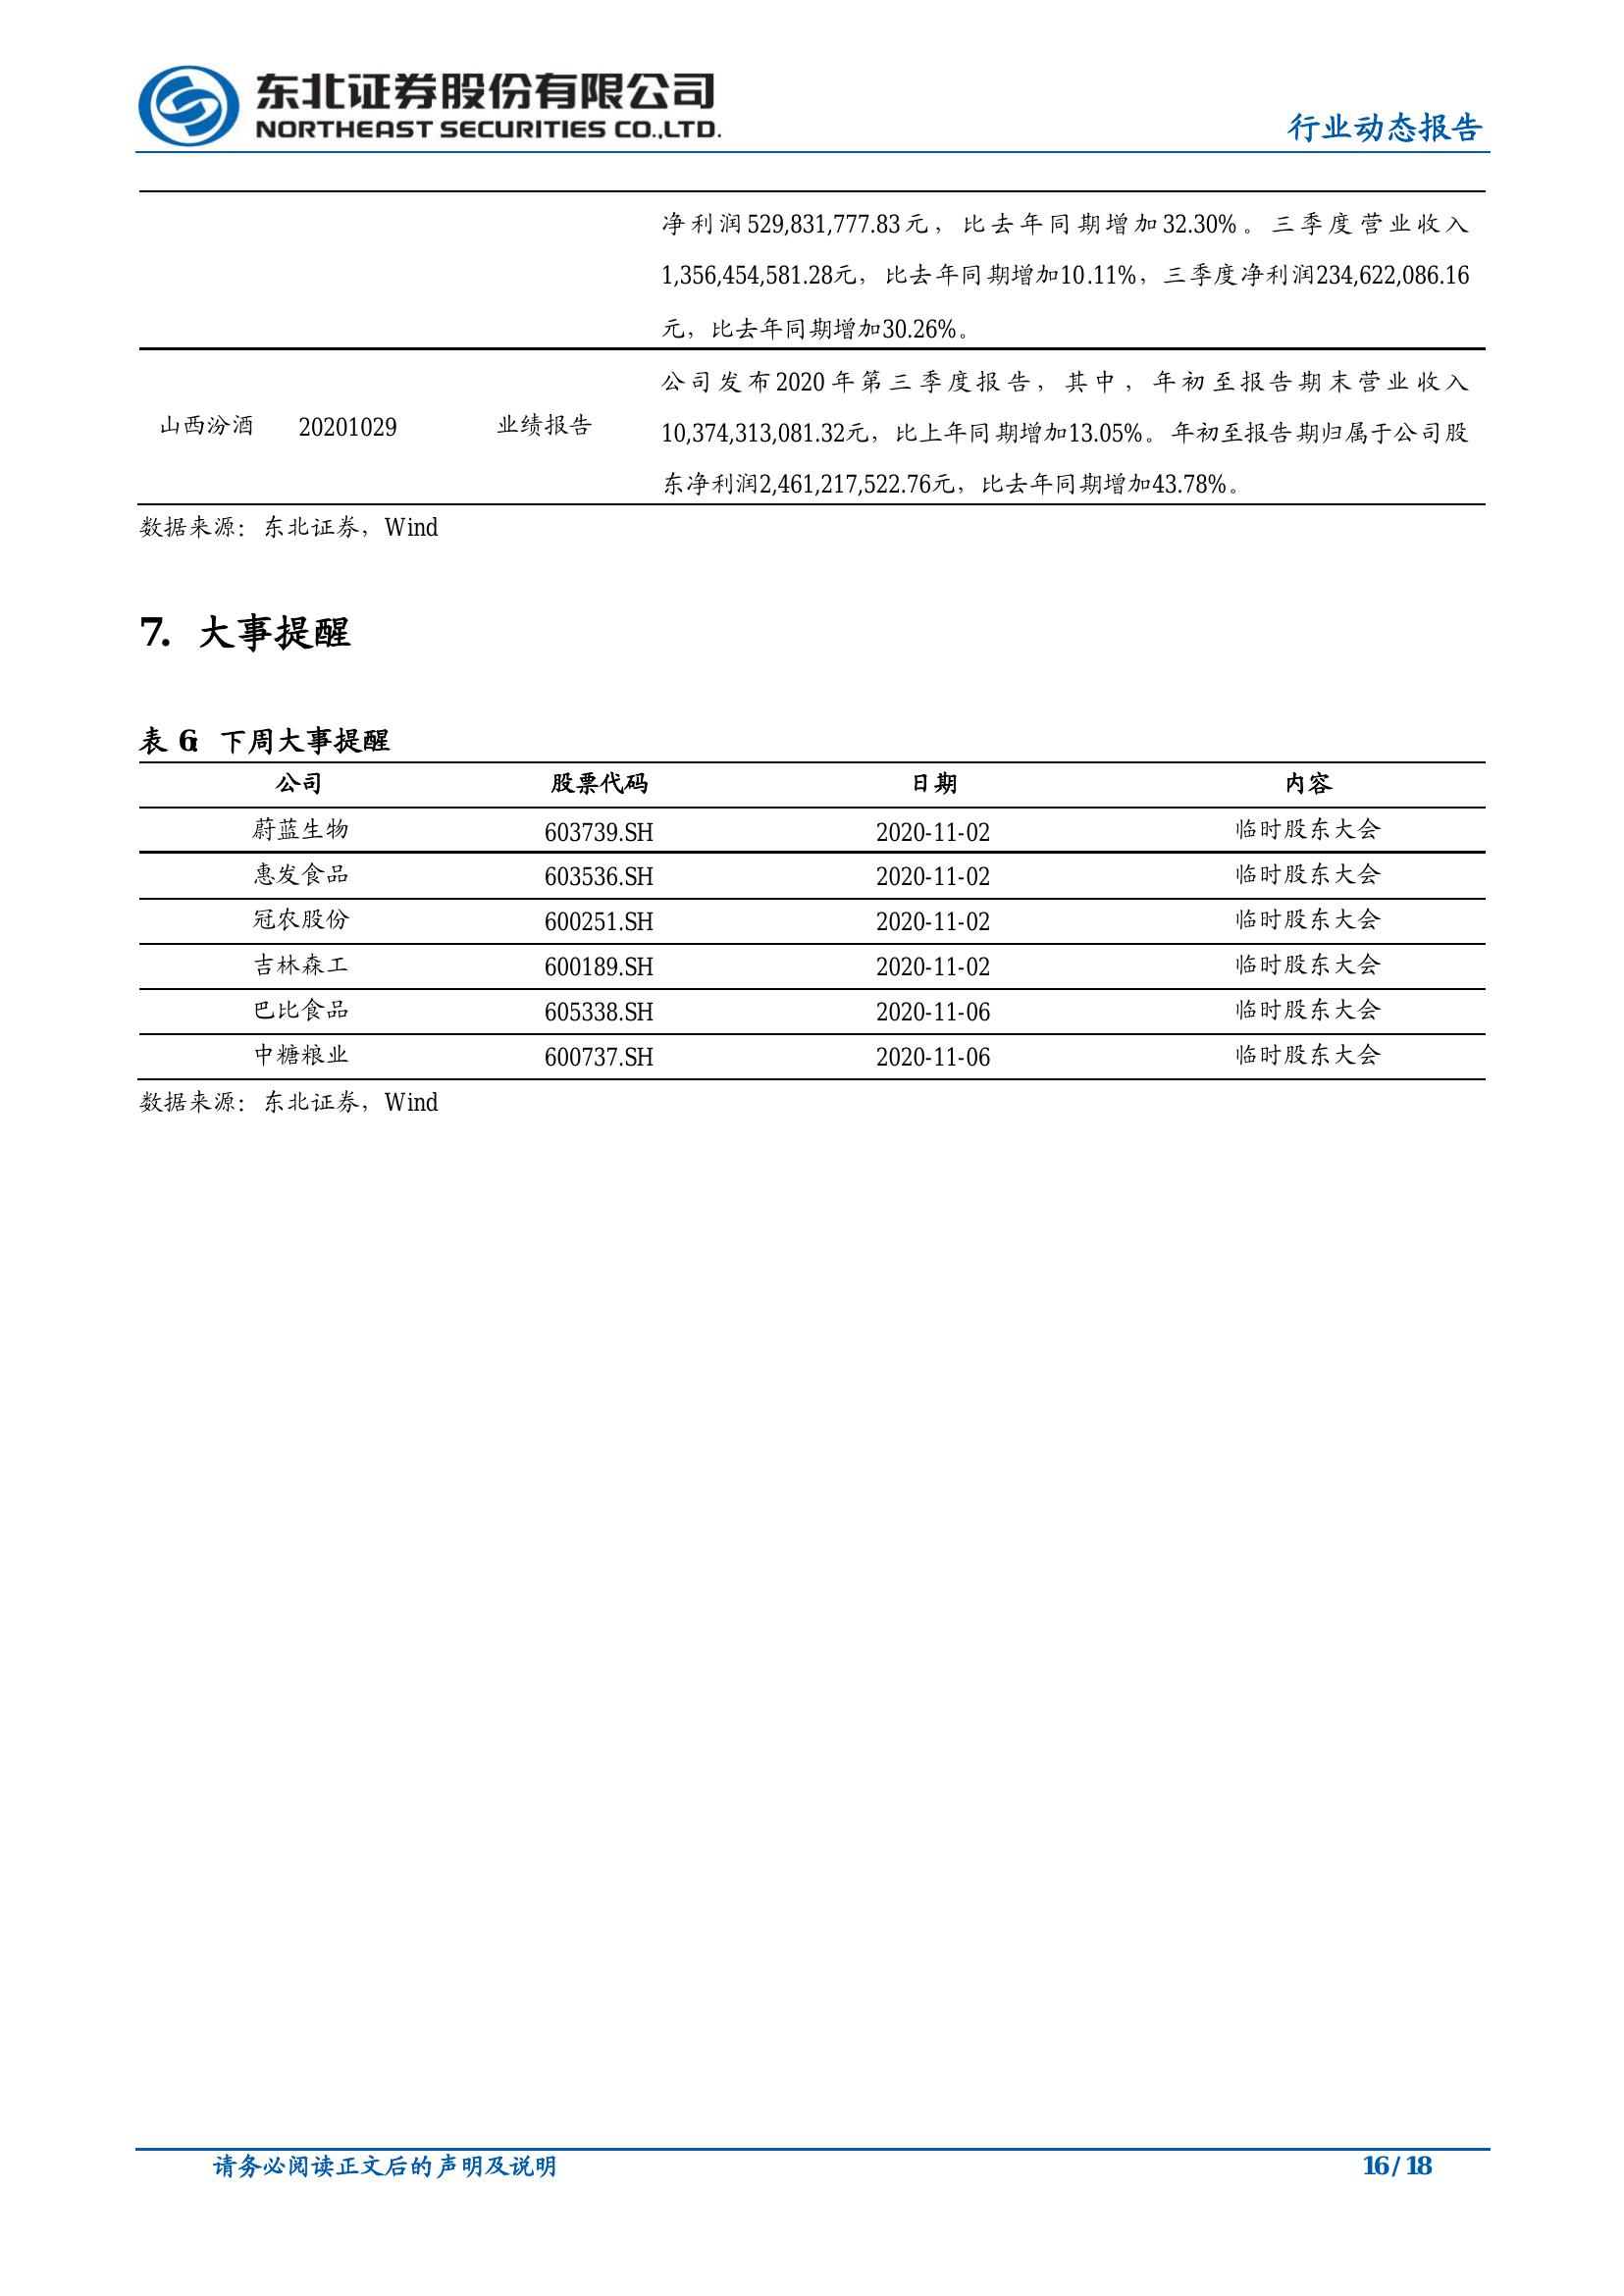 东北证券股份有限公司
NORTHEAST SECURITIES CO.,LTD.
行业动态报告
净利润529,831,777.83元，比去年同期增加32.30%。三季度营业收入
1,356,454,581.28元，比去年同期增加10.11%，三季度净利润234,622,086.16
元，比去年同期增加30.26%。
山西汾酒 20201029 业绩报告
公司发布2020年第三季度报告，其中，年初至报告期末营业收入
10,374,313,081.32元，比上年同期增加13.05%。年初至报告期归属于公司股
东净利润2,461,217,522.76元，比去年同期增加43.78%。
数据来源：东北证券，Wind
7. 大事提醒
表 6：下周大事提醒
公司 股票代码 日期 内容
蔚蓝生物 603739.SH 2020-11-02 临时股东大会
惠发食品 603536.SH 2020-11-02 临时股东大会
冠农股份 600251.SH 2020-11-02 临时股东大会
吉林森工 600189.SH 2020-11-02 临时股东大会
巴比食品 605338.SH 2020-11-06 临时股东大会
中糖粮业 600737.SH 2020-11-06 临时股东大会
数据来源：东北证券，Wind
请务必阅读正文后的声明及说明 16 / 18